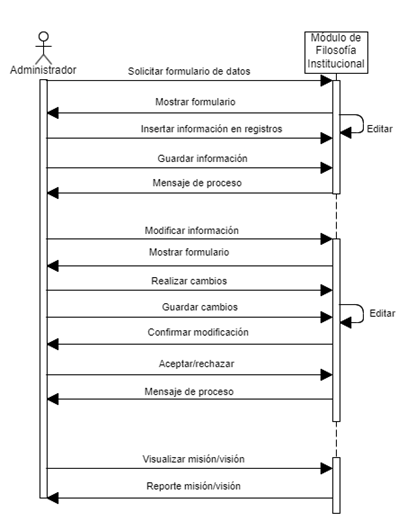 Módulo de
Filosofía
Institucional
Administrador
Solicitar formulario de datos
Mostrar formulario
Editar
Insertar información en registros
Guardar información
Mensaje de proceso
Modificar información
Mostrar formulario
Realizar cambios
Guardar cambios
Editar
Confirmar modificación
Aceptar/rechazar
Mensaje de proceso
Visualizar misión/visión
Reporte misión/visión